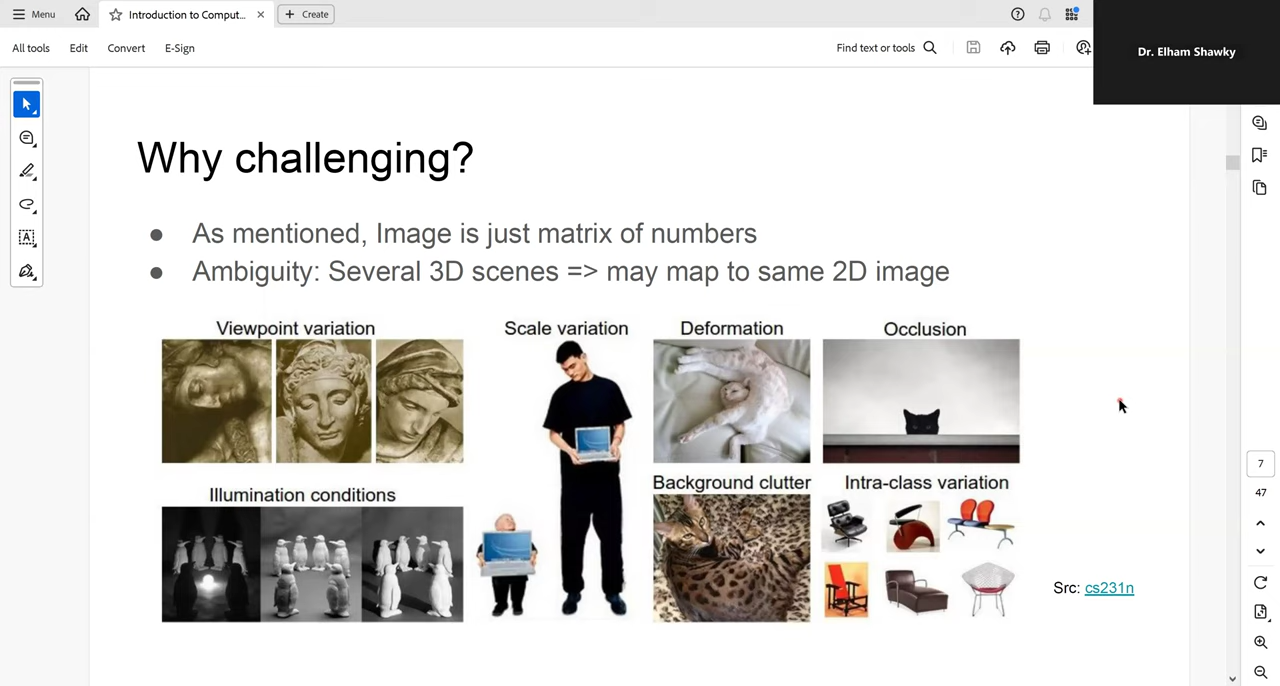 Menu
Introduction to Comput...
Create
All tools
Edit
Convert
E-Sign
Find text or tools
Dr. Elham Shawky
Why challenging?
● As mentioned, Image is just matrix of numbers
● Ambiguity: Several 3D scenes => may map to same 2D image
Viewpoint variation
Scale variation
Deformation
Occlusion
Illumination conditions
Background clutter
Intra-class variation
Src: cs231n
7
47